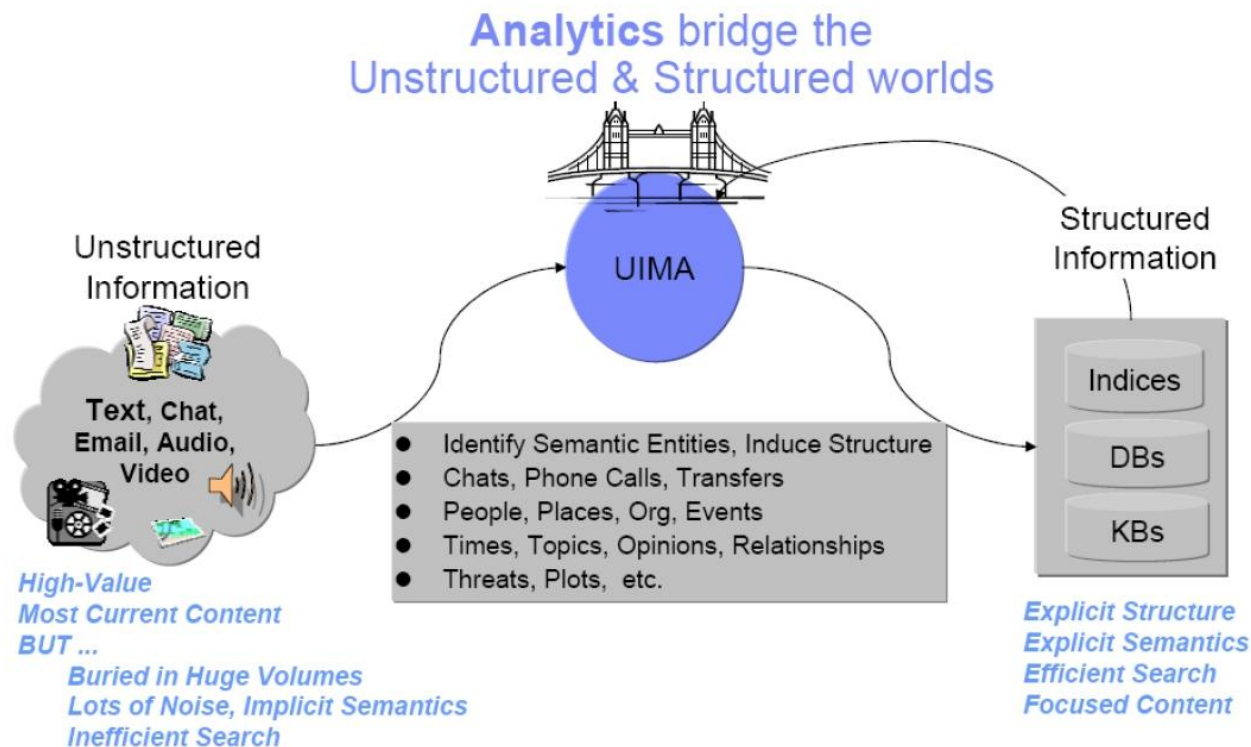 Analytics bridge the
Unstructured & Structured worlds
Unstructured
Information
Text, Chat,
Email, Audio,
Video
High-Value
Most Current Content
BUT ...
Buried in Huge Volumes
Lots of Noise, Implicit Semantics
Inefficient Search
UIMA
● Identify Semantic Entities, Induce Structure
● Chats, Phone Calls, Transfers
● People, Places, Org, Events
● Times, Topics, Opinions, Relationships
● Threats, Plots, etc.
Structured
Information
Indices
DBs
KBs
Explicit Structure
Explicit Semantics
Efficient Search
Focused Content